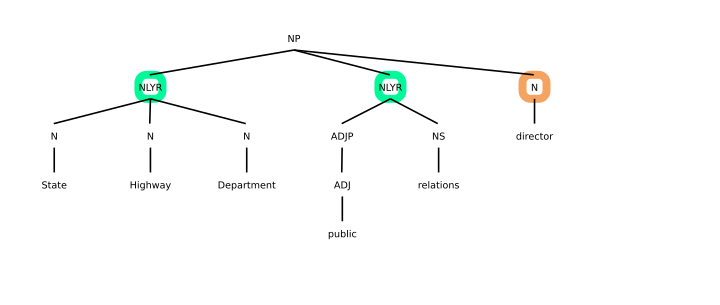 NP
NLYR NLYR N
N N N ADJP NS director
State Highway Department ADJ relations
public